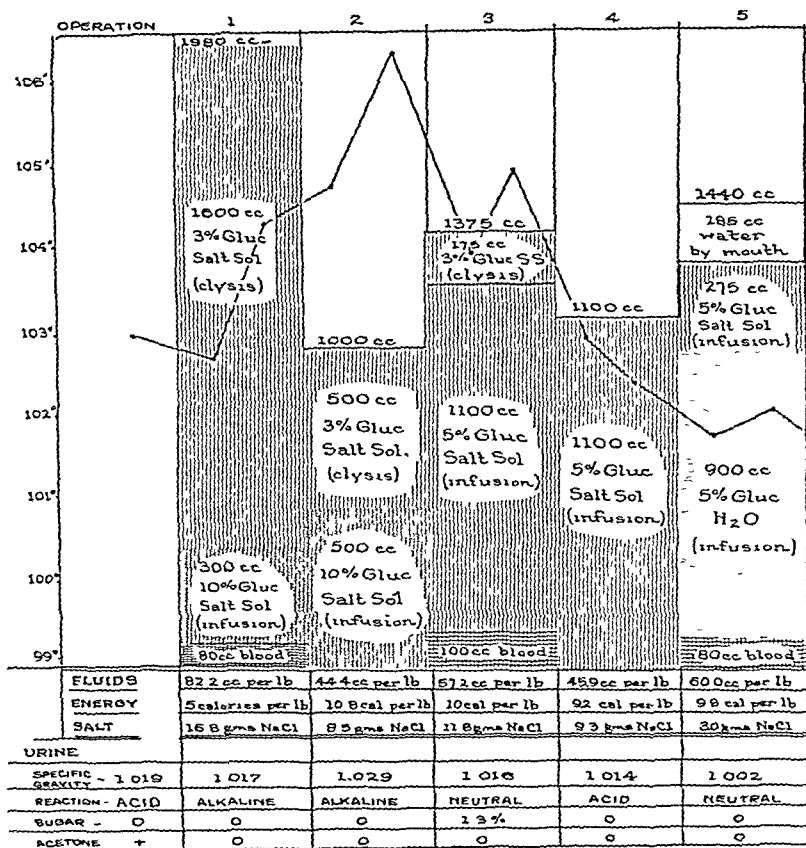 OPERATION 1 2 3 4 5
1980 cc
106°
105°
104°
103°
102°
101°
100°
99°
1600 cc
3% Gluc
Salt Sol
(clysis)
300 cc
10% Gluc
Salt Sol
(infusion)
80cc blood
1000 cc
500 cc
3% Gluc
Salt Sol.
(clysis)
500 cc
10% Gluc
Salt Sol
(infusion)
1375 cc
175 cc
3% Gluc SS
(clysis)
1100 cc
5% Gluc
Salt Sol
(infusion)
100cc blood
1100 cc
1100 cc
5% Gluc
Salt Sol
(infusion)
1440 cc
185 cc
water
by mouth
275 cc
5% Gluc
Salt Sol
(infusion)
900 cc
5% Gluc
H2O
(infusion)
80cc blood
FLUIDS 82 2 cc per lb 44 4 cc per lb 57 2 cc per lb 45 9 cc per lb 60 0 cc per lb
ENERGY 5 calories per lb 10 8 cal per lb 10 cal per lb 9 2 cal per lb 9 8 cal per lb
SALT 16 8 gms NaCl 8 5 gms NaCl 11 8 gms NaCl 9 3 gms NaCl 3 0 gms NaCl
URINE
SPECIFIC GRAVITY - 1 019 1 017 1.029 1 016 1 014 1 002
REACTION - ACID ALKALINE ALKALINE NEUTRAL ACID NEUTRAL
SUGAR - 0 0 0 1 3% 0 0
ACETONE + 0 0 0 0 0